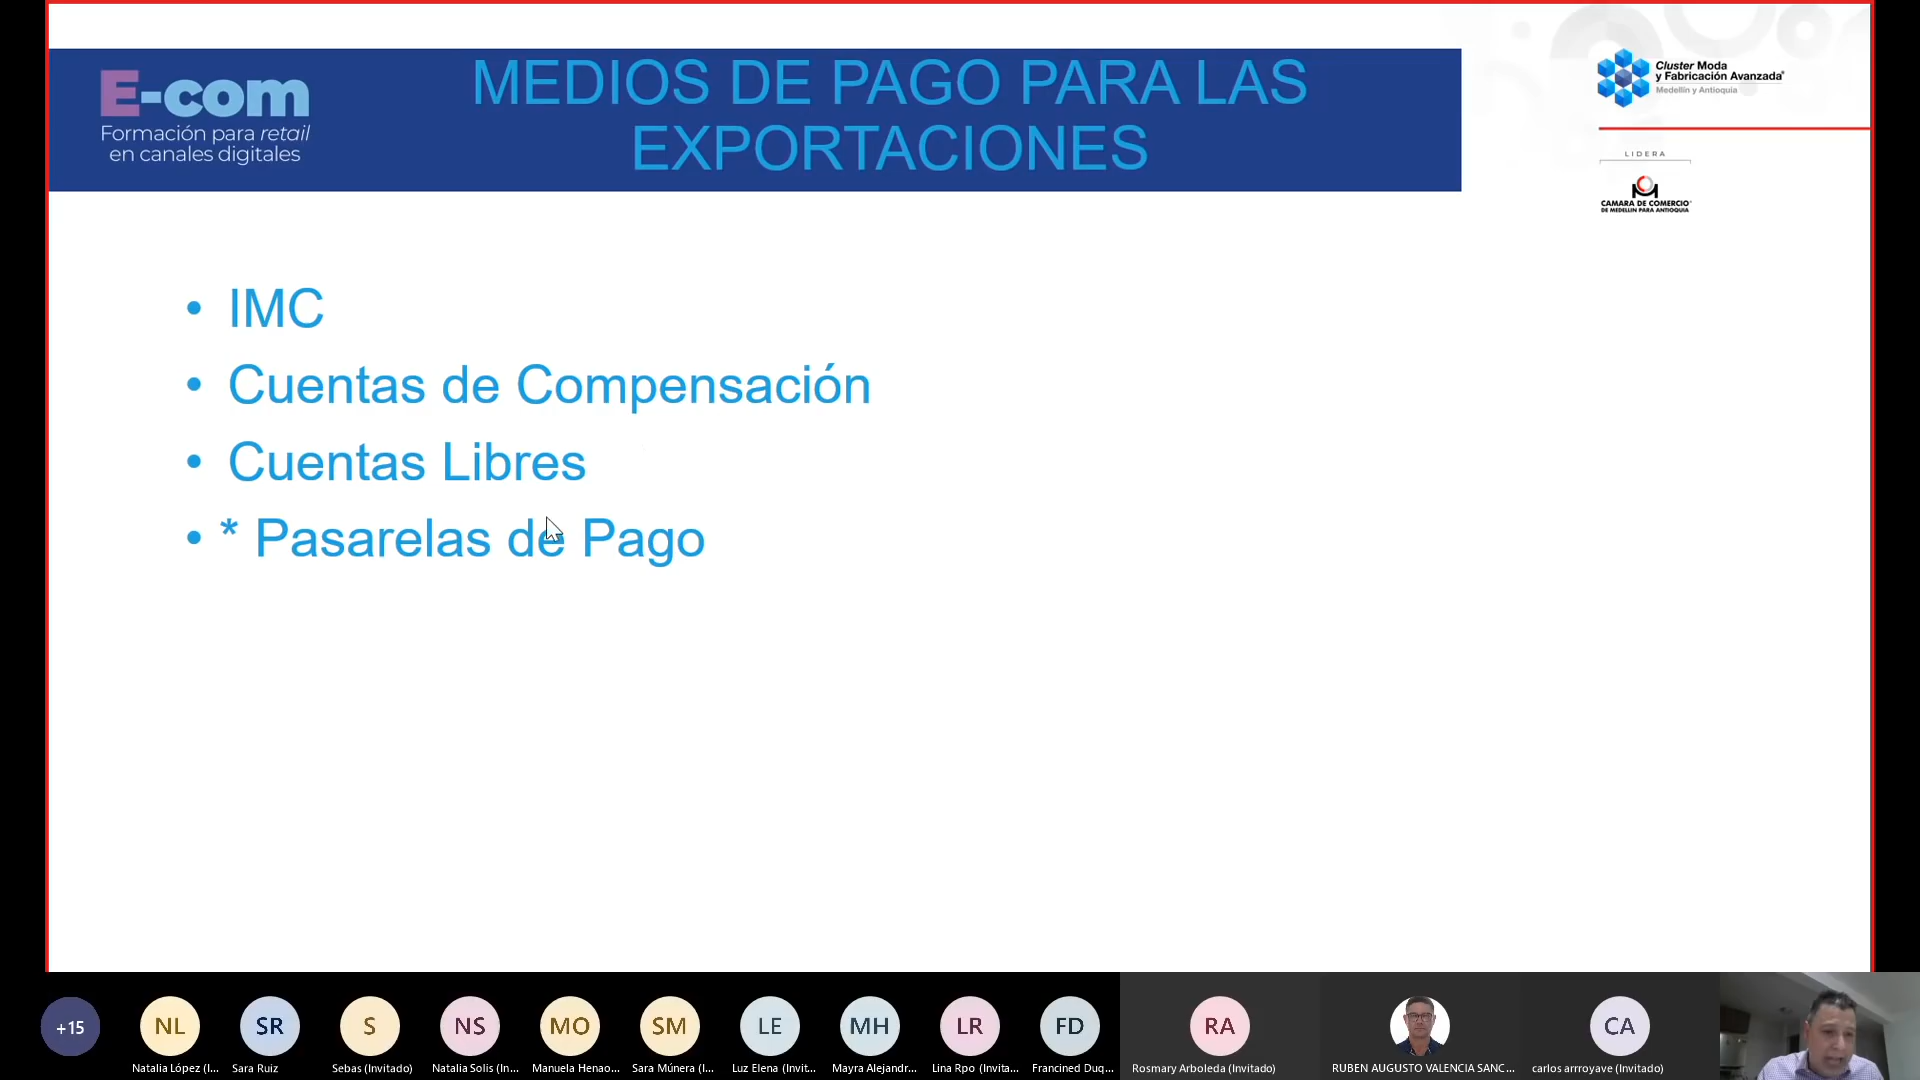 MEDIOS DE PAGO PARA LAS
EXPORTACIONES
E-com
Formación para retail
en canales digitales
Cluster Moda
y Fabricación Avanzada®
Medellín y Antioquia
LIDERA
CAMARA DE COMERCIO®
DE MEDELLIN PARA ANTIOQUIA
• IMC
• Cuentas de Compensación
• Cuentas Libres
• * Pasarelas de Pago
+15
NL
SR
S
NS
MO
SM
LE
MH
LR
FD
RA
CA
Natalia López (I...
Sara Ruiz
Sebas (Invitado)
Natalia Solis (In...
Manuela Henao...
Sara Múnera (I...
Luz Elena (Invit...
Mayra Alejandr...
Lina Rpo (Invita...
Francined Duq...
Rosmary Arboleda (Invitado)
RUBEN AUGUSTO VALENCIA SANC...
carlos arrroyave (Invitado)